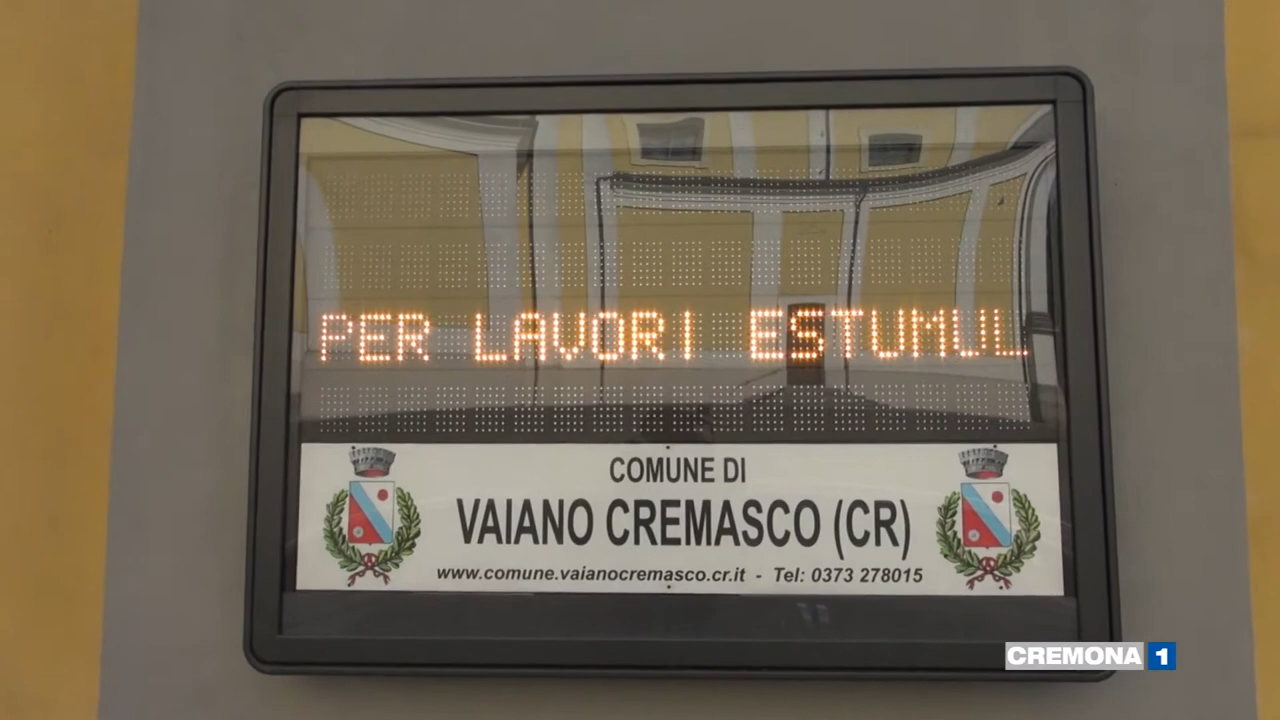 PER LAVORI ESTUMUL
COMUNE DI
VAIANO CREMASCO (CR)
www.comune.vaianocremasco.cr.it - Tel: 0373 278015
CREMONA 1